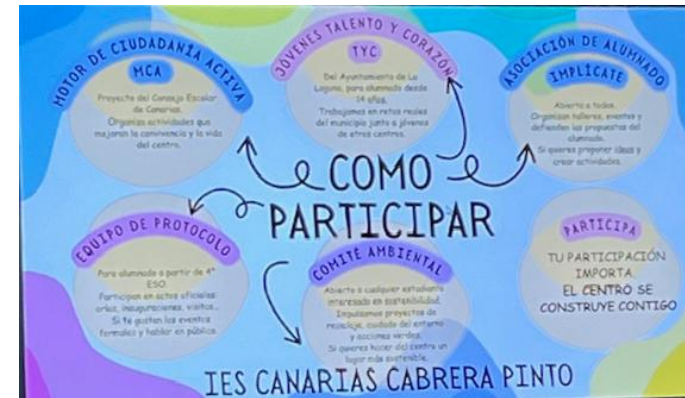 MOTOR DE CIUDADANÍA ACTIVA
MCA
Proyecto del Consejo Escolar
de Canarias.
Organiza actividades que
mejoran la convivencia y la vida
del centro.
JÓVENES TALENTO Y CORAZÓN
TYC
Del Ayuntamiento de La
Laguna, para alumnado desde
14 años.
Trabajamos en retos reales
del municipio junto a jóvenes
de otros centros.
ASOCIACIÓN DE ALUMNADO
IMPLÍCATE
Abierta a todos.
Organizan talleres, eventos y
defienden las propuestas del
alumnado.
Si quieres proponer ideas y
crear actividades.
COMO
PARTICIPAR
EQUIPO DE PROTOCOLO
Para alumnado a partir de 4º
ESO.
Participan en actos oficiales:
orlas, inauguraciones, visitas...
Si te gustan los eventos
formales y hablar en público.
COMITÉ AMBIENTAL
Abierto a cualquier estudiante
interesado en sostenibilidad.
Impulsamos proyectos de
reciclaje, cuidado del entorno
y acciones verdes.
Si quieres hacer del centro un
lugar más sostenible.
PARTICIPA
TU PARTICIPACIÓN
IMPORTA.
EL CENTRO SE
CONSTRUYE CONTIGO
IES CANARIAS CABRERA PINTO